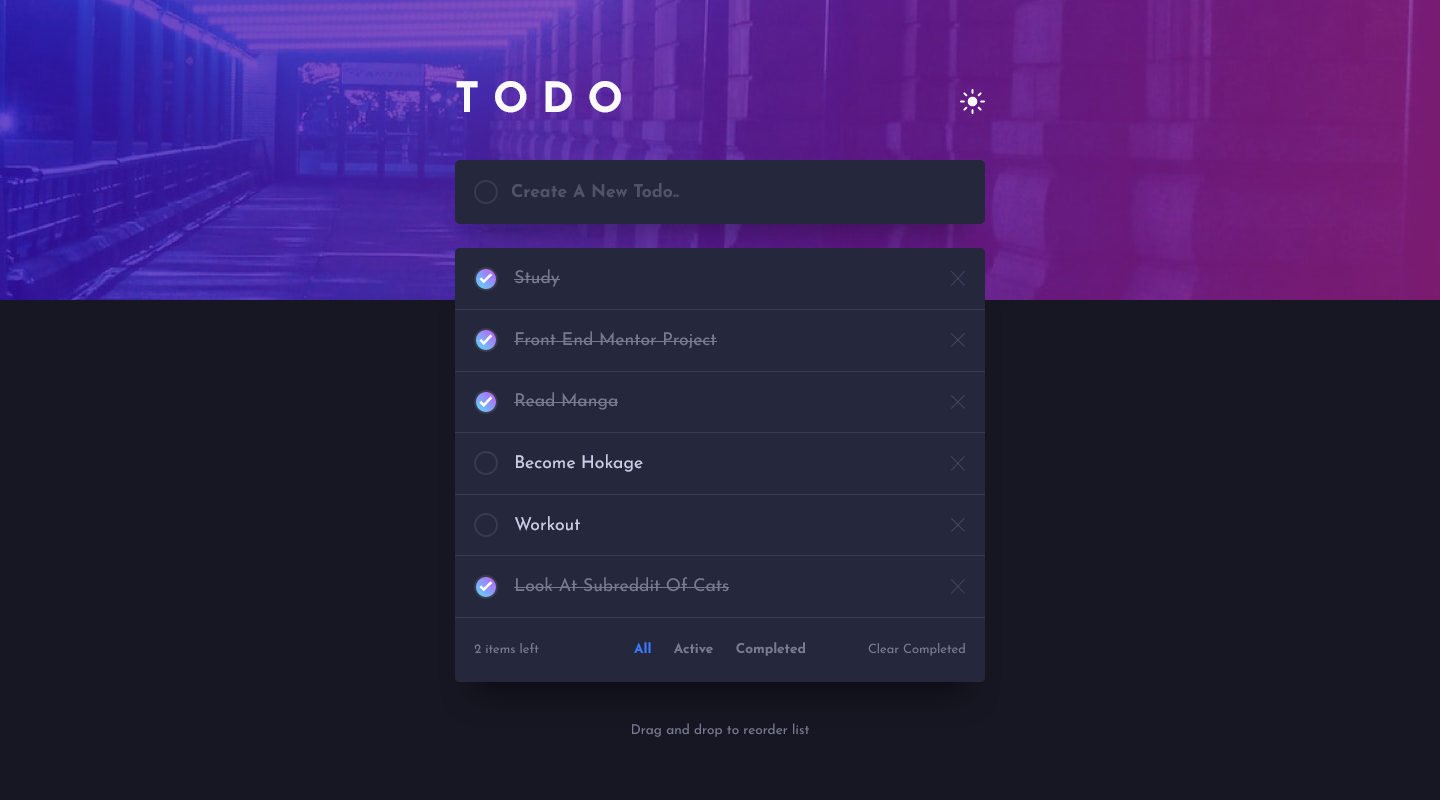 TODO
Create A New Todo..
Study
Front End Mentor Project
Read Manga
Become Hokage
Workout
Look At Subreddit Of Cats
2 items left All Active Completed Clear Completed
Drag and drop to reorder list